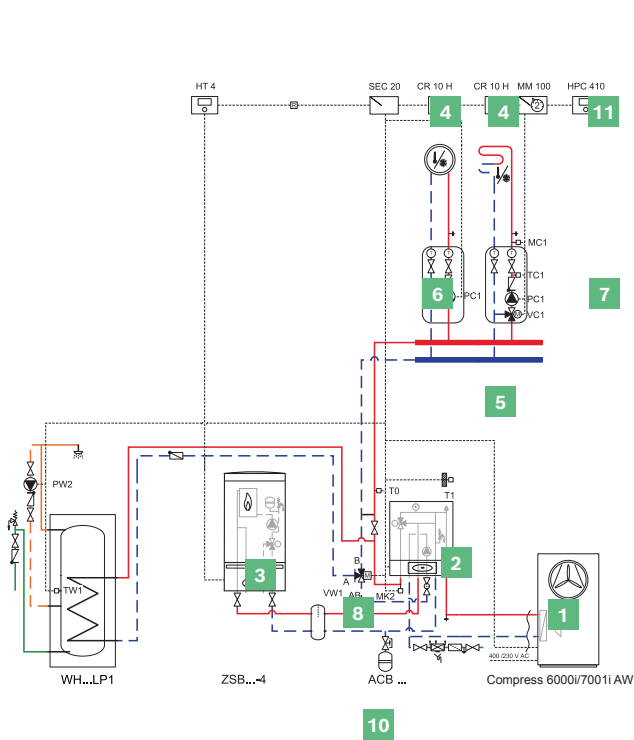 HT 4
SEC 20
CR 10 H
CR 10 H
MM 100
HPC 410
4
4
2
11
MC1
TC1
6
PC1
PC1
7
VC1
M
5
PW2
T0
T1
B
3
2
TW1
A
M
VW1
AB
MK2
8
1
400 /230 V AC
WH...LP1
ZSB...-4
ACB ...
Compress 6000i/7001i AW
10